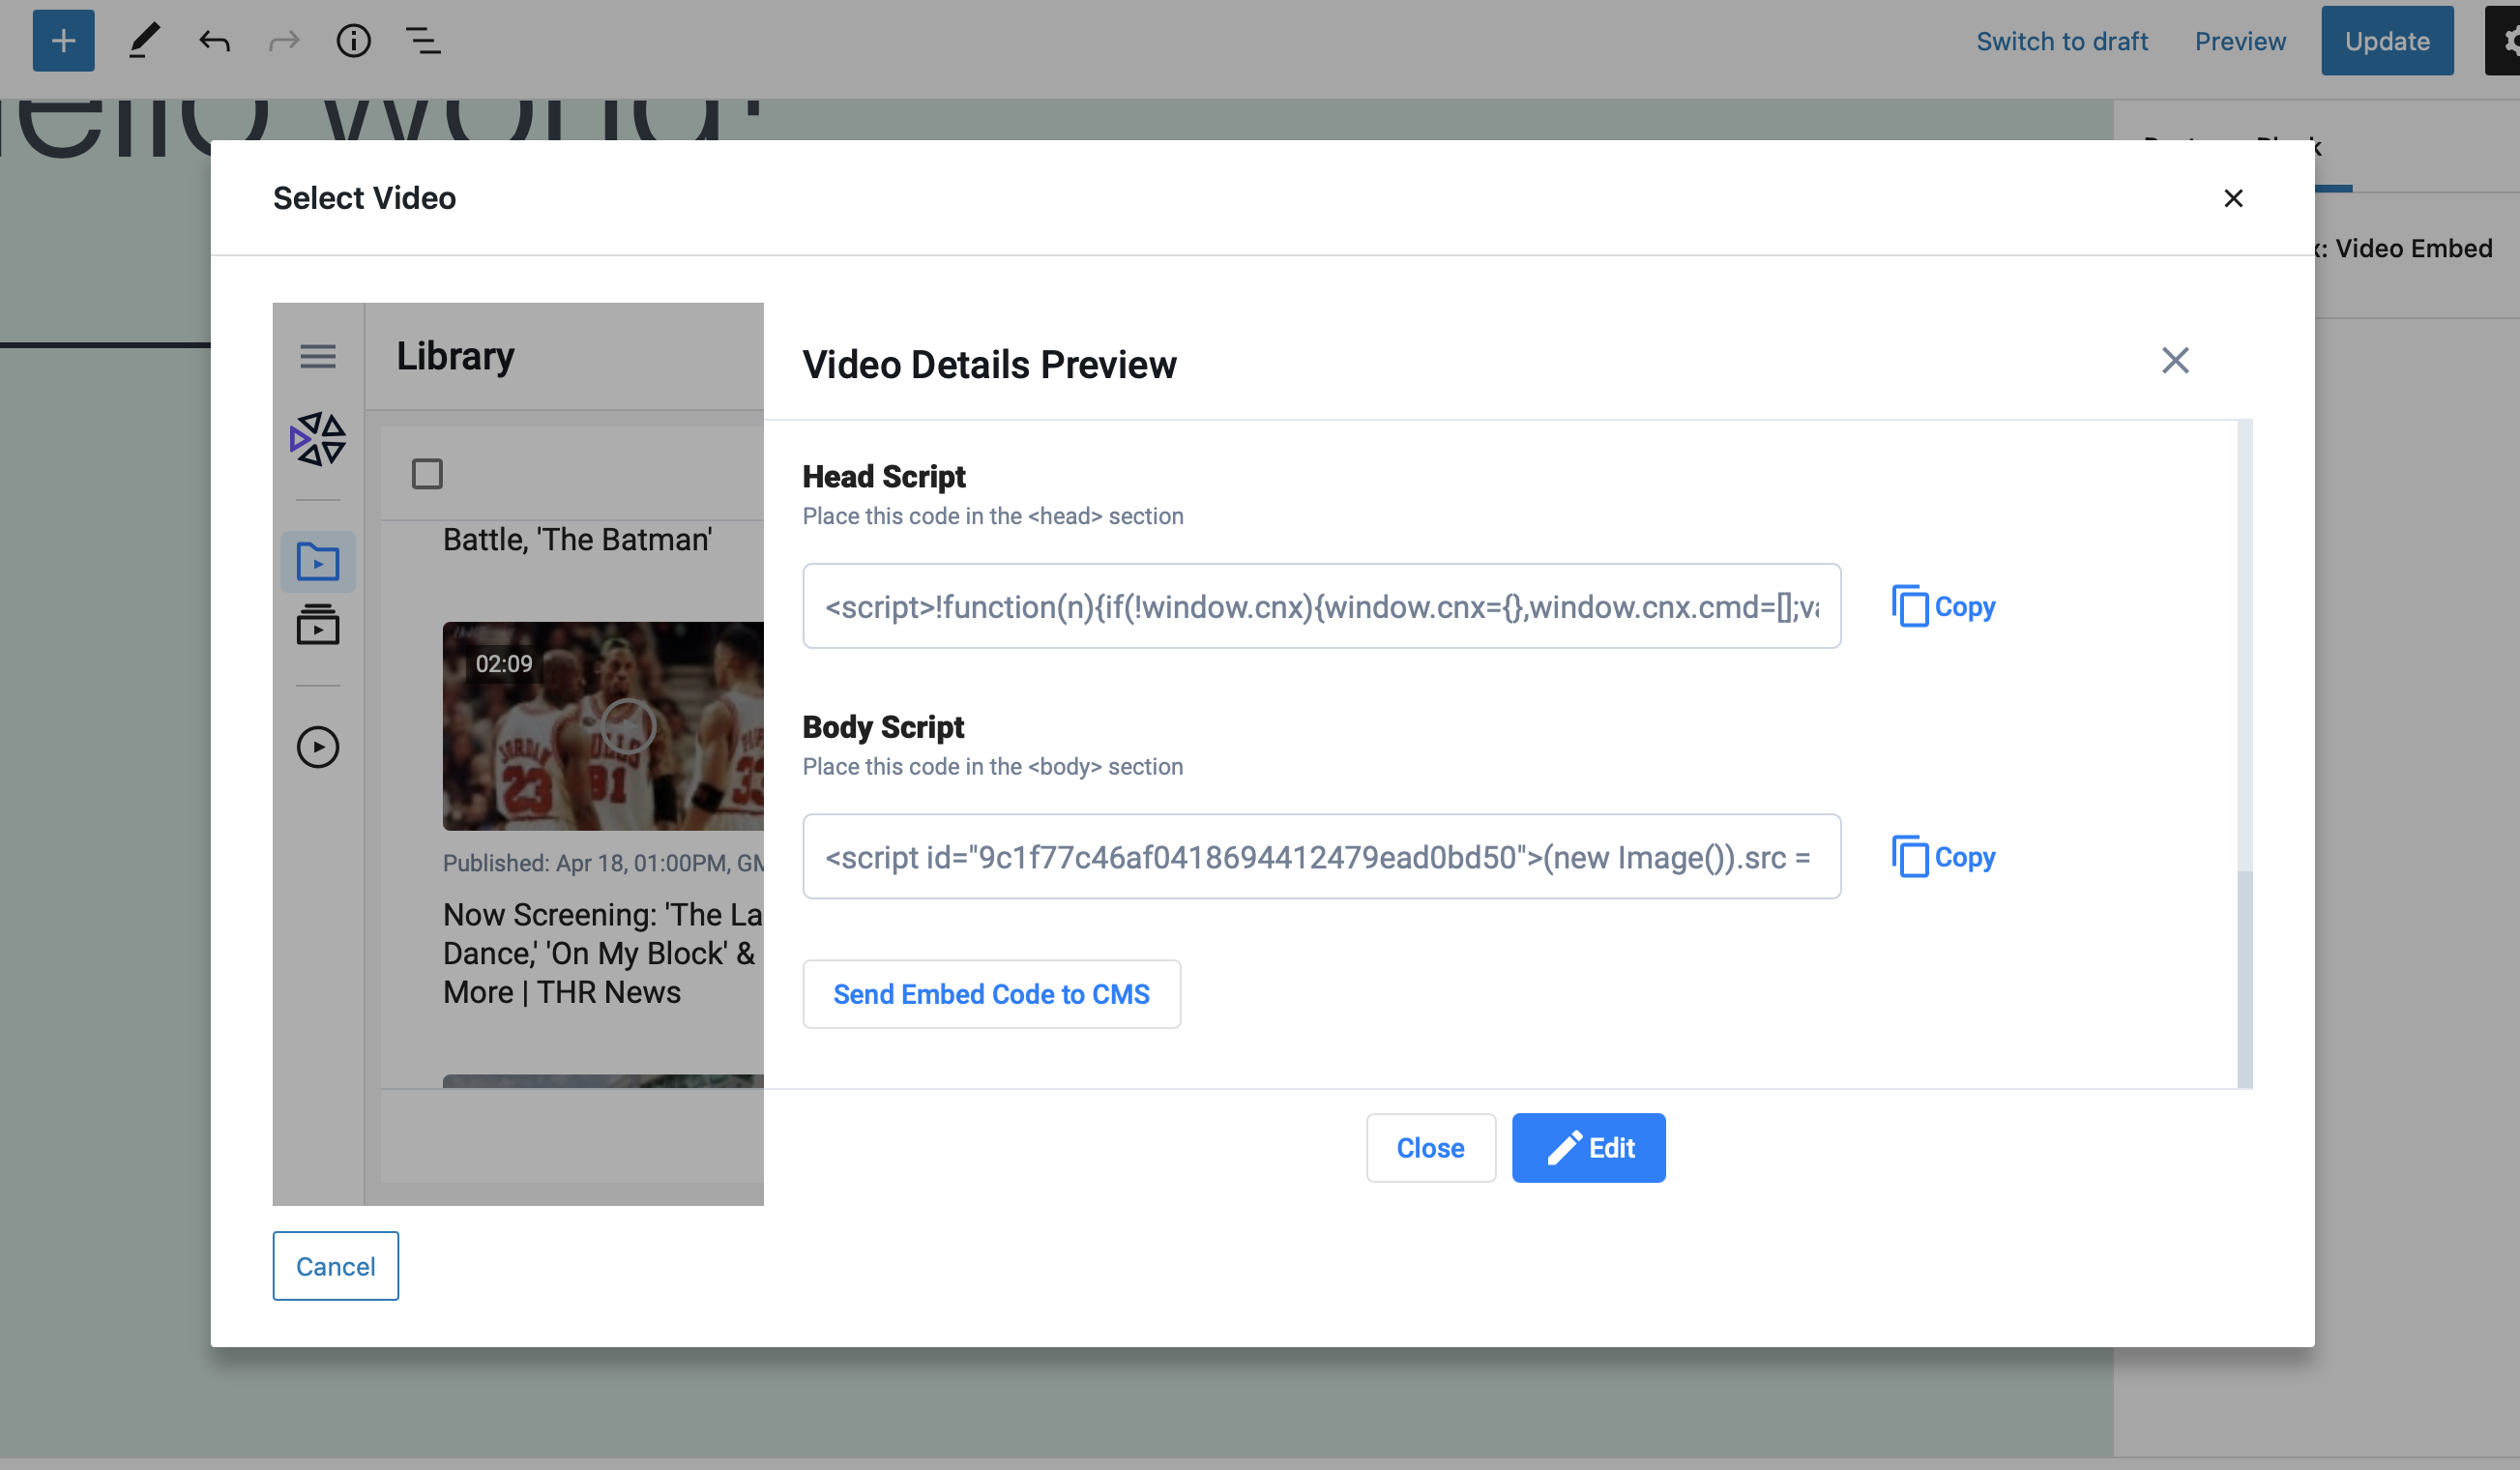 Switch to draft
Preview
Update
Select Video
: Video Embed
Library
Video Details Preview
Head Script
Place this code in the <head> section
Battle, 'The Batman'
<script>!function(n){if(!window.cnx){window.cnx={},window.cnx.cmd=[];va
Copy
02:09
Body Script
Place this code in the <body> section
JORDAN
23
91
33
<script id="9c1f77c46af0418694412479ead0bd50">(new Image()).src =
Copy
Published: Apr 18, 01:00PM, GM
Now Screening: 'The La
Dance,' 'On My Block' &
More | THR News
Send Embed Code to CMS
Close
Edit
Cancel